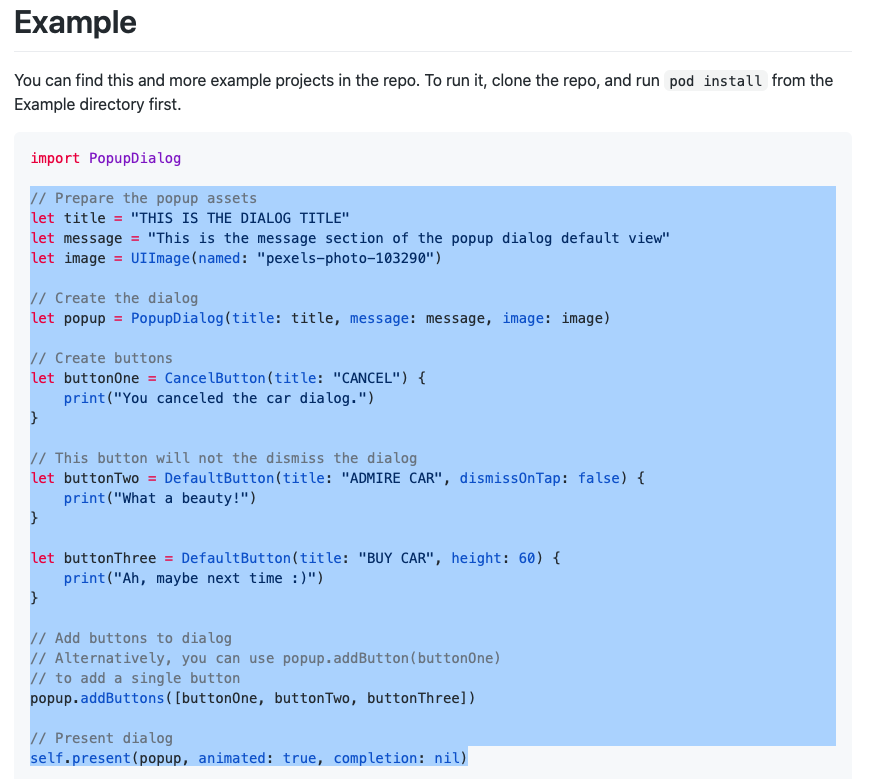 Example
You can find this and more example projects in the repo. To run it, clone the repo, and run pod install from the
Example directory first.
import PopupDialog
// Prepare the popup assets
let title = "THIS IS THE DIALOG TITLE"
let message = "This is the message section of the popup dialog default view"
let image = UIImage(named: "pexels-photo-103290")
// Create the dialog
let popup = PopupDialog(title: title, message: message, image: image)
// Create buttons
let buttonOne = CancelButton(title: "CANCEL") {
    print("You canceled the car dialog.")
}
// This button will not the dismiss the dialog
let buttonTwo = DefaultButton(title: "ADMIRE CAR", dismissOnTap: false) {
    print("What a beauty!")
}
let buttonThree = DefaultButton(title: "BUY CAR", height: 60) {
    print("Ah, maybe next time :)")
}
// Add buttons to dialog
// Alternatively, you can use popup.addButton(buttonOne)
// to add a single button
popup.addButtons([buttonOne, buttonTwo, buttonThree])
// Present dialog
self.present(popup, animated: true, completion: nil)